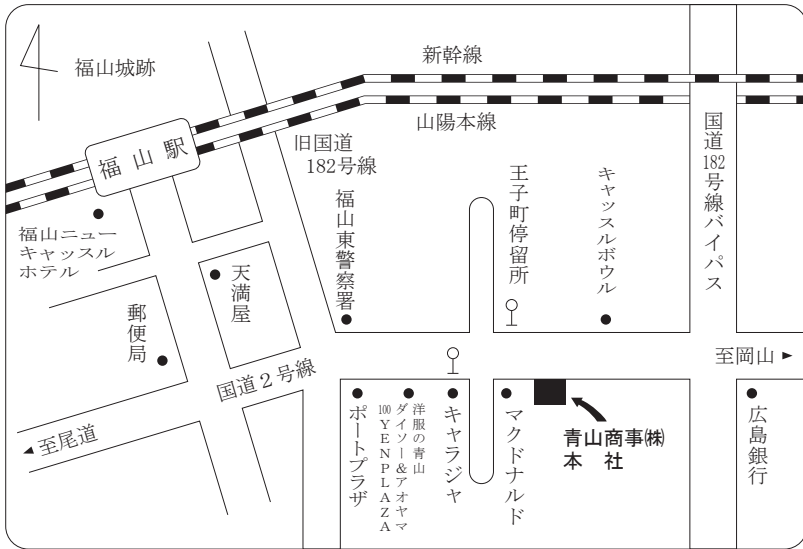 福山城跡
新幹線
山陽本線
福山駅
旧国道
182号線
国道182号線バイパス
福山ニュー
キャッスル
ホテル
天満屋
郵便局
福山東警察署
王子町停留所
キャッスルボウル
至岡山
国道2号線
至尾道
ポートプラザ
洋服の青山
ダイソー&アオヤマ
100YENPLAZA
キャラジャ
マクドナルド
青山商事㈱
本社
広島銀行